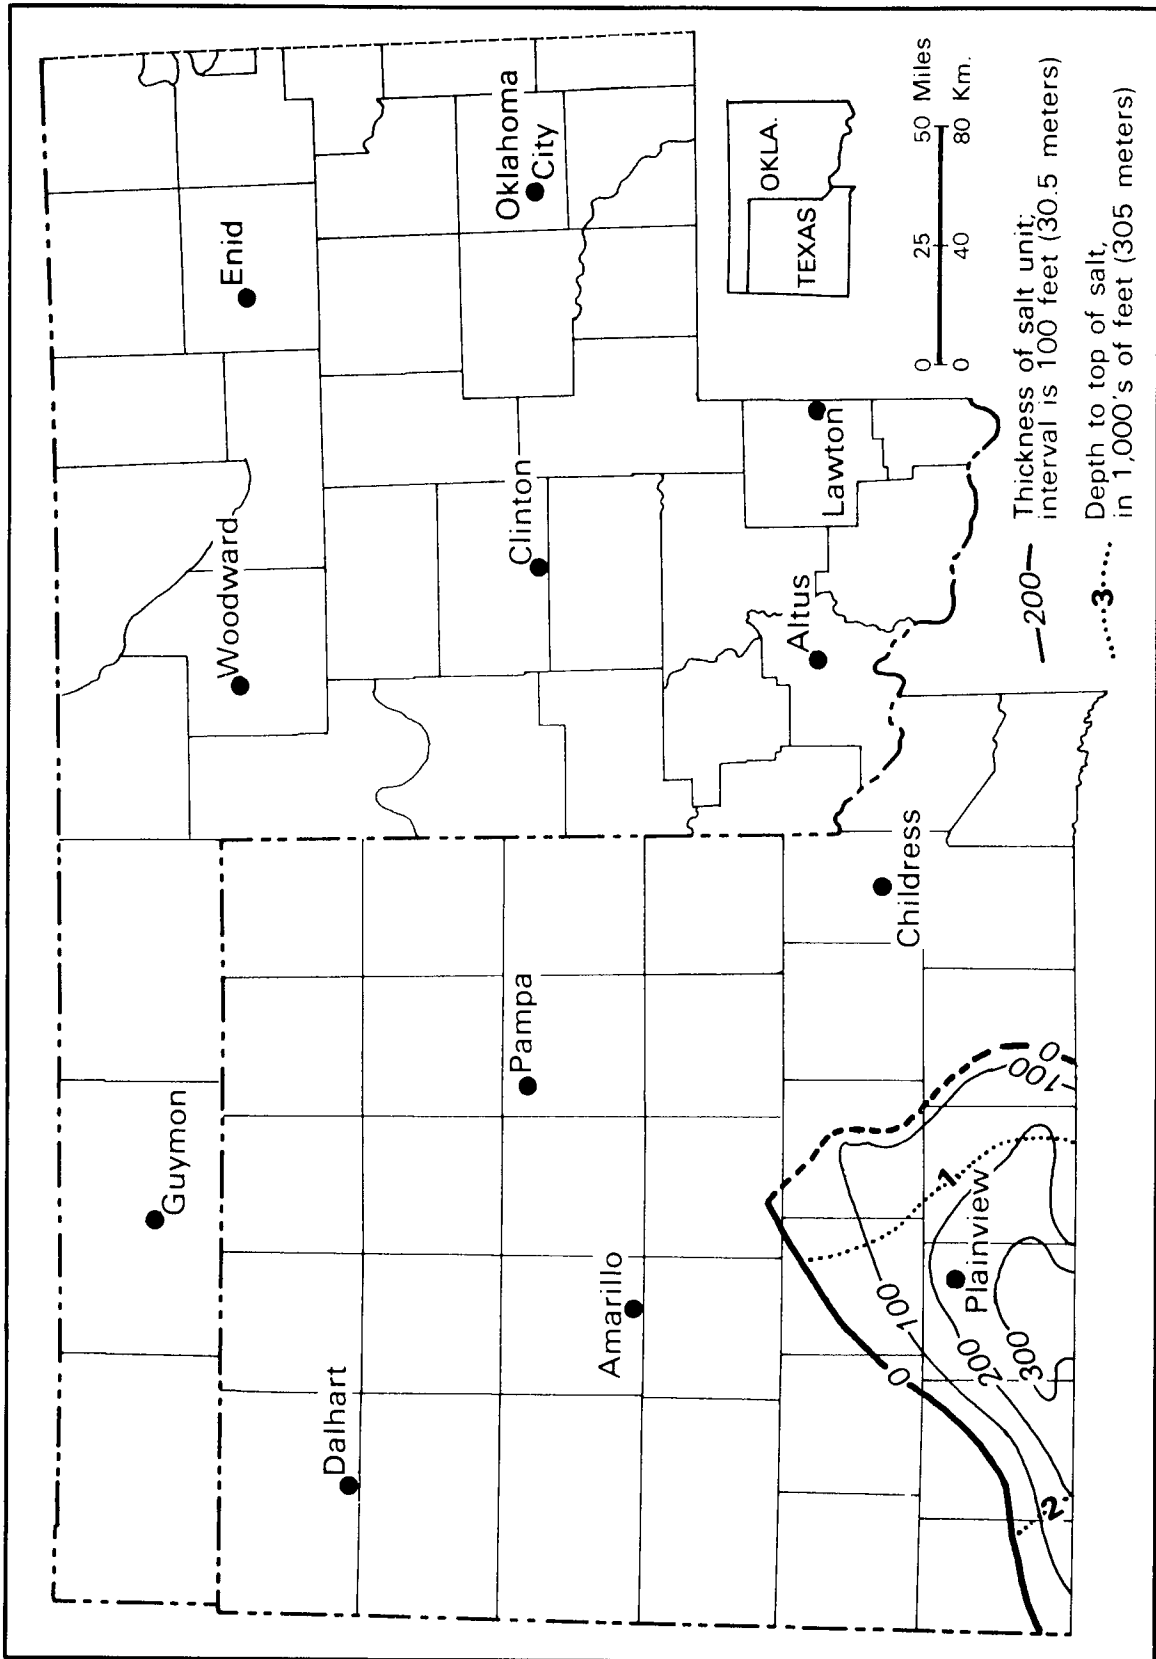 Guymon
Woodward
Enid
Dalhart
Pampa
Clinton
Oklahoma
City
Amarillo
Altus
Lawton
Childress
Plainview
0
100
200
300
1
2
100
0
OKLA.
TEXAS
0 25 50 Miles
0 40 80 Km.
200 Thickness of salt unit;
interval is 100 feet (30.5 meters)
3 Depth to top of salt,
in 1,000's of feet (305 meters)